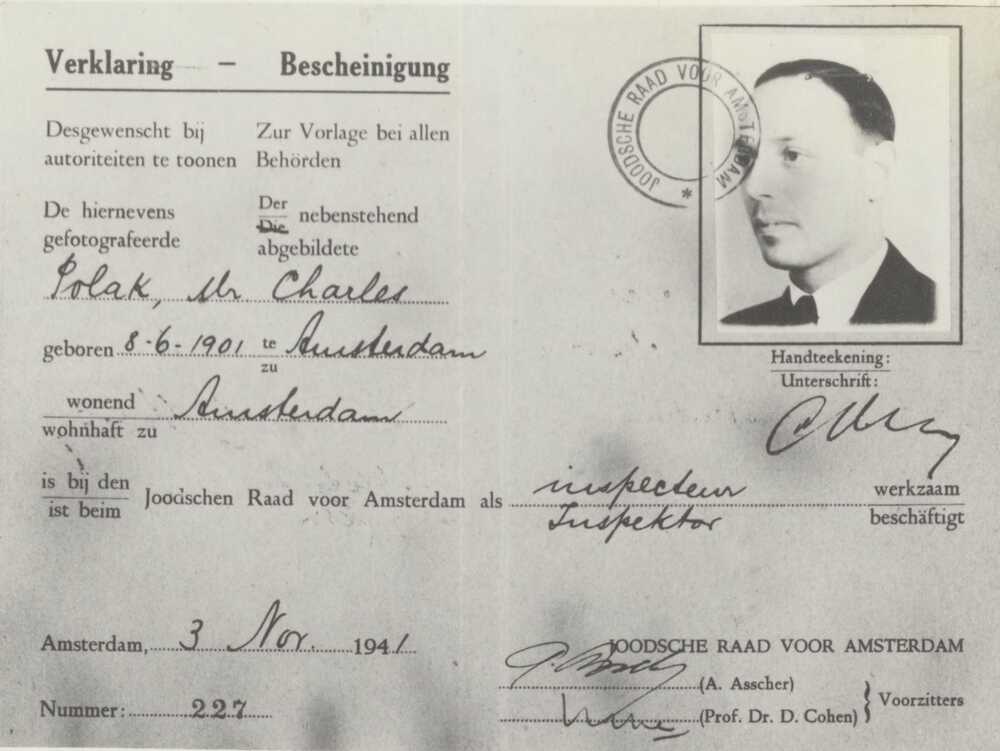 Verklaring – Bescheinigung
Desgewenscht bij autoriteiten te toonen
Zur Vorlage bei allen Behörden
De hiernevens gefotografeerde
Der
Die
nebenstehend abgebildete
Polak, Mr Charles
geboren 8-6-1901 te Amsterdam
zu
wonend Amsterdam
wohnhaft zu
is bij den
ist beim
Joodschen Raad voor Amsterdam als inspecteur werkzaam
Inspektor beschäftigt
Amsterdam, 3 Nov. 1941
Nummer: 227
JOODSCHE RAAD VOOR AMSTERDAM *
Handteekening:
Unterschrift:
JOODSCHE RAAD VOOR AMSTERDAM
(A. Asscher)
(Prof. Dr. D. Cohen)
Voorzitters